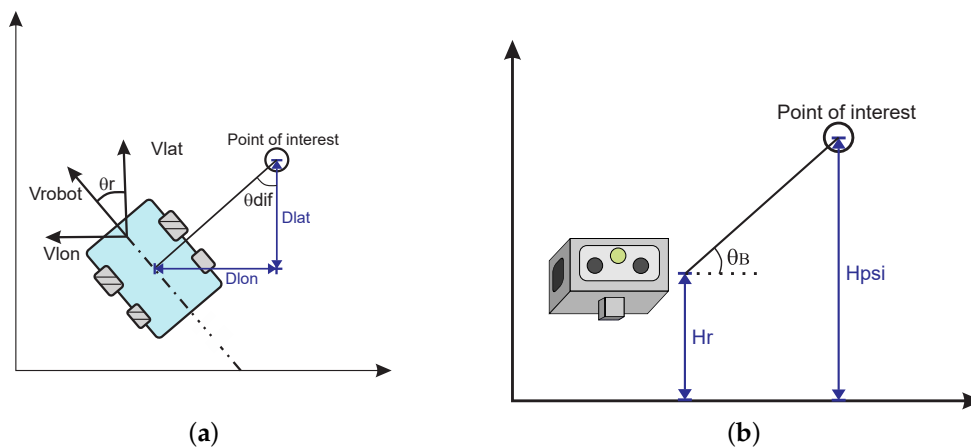 Vlat
Point of interest
Vrobot
θr
θdif
Dlat
Vlon
Dlon
(a)
Point of interest
θB
Hpsi
Hr
(b)